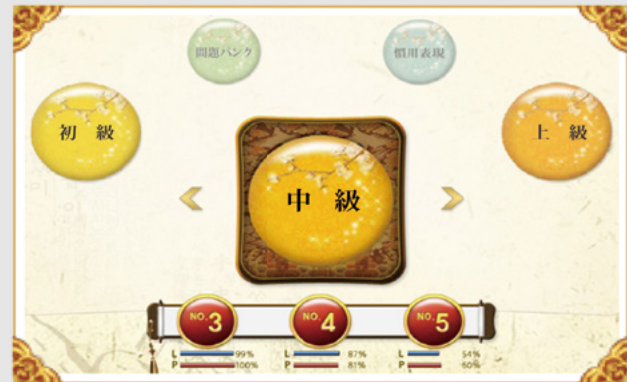 問題バンク
慣用表現
初 級
上 級
中 級
NO.3
NO.4
NO.5
L 99%
P 100%
L 87%
P 81%
L 54%
P 60%